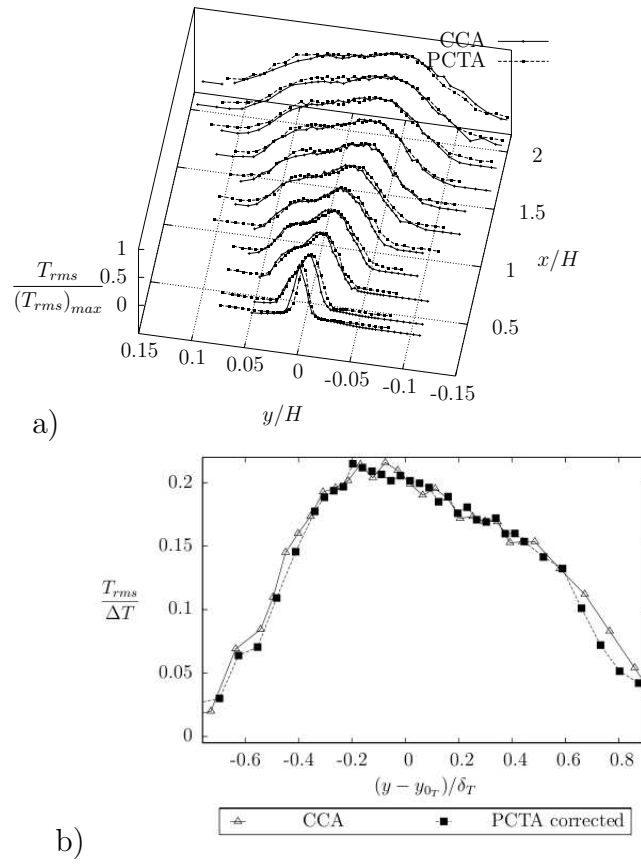 CCA
PCTA
2
1.5
1
0.5
x/H
1
0.5
0
T_rms
(T_rms)_max
0.15
0.1
0.05
0
-0.05
-0.1
-0.15
y/H
a)
0.2
0.15
0.1
0.05
0
T_rms
ΔT
-0.6
-0.4
-0.2
0
0.2
0.4
0.6
0.8
(y − y_{0_T})/δ_T
CCA
PCTA corrected
b)